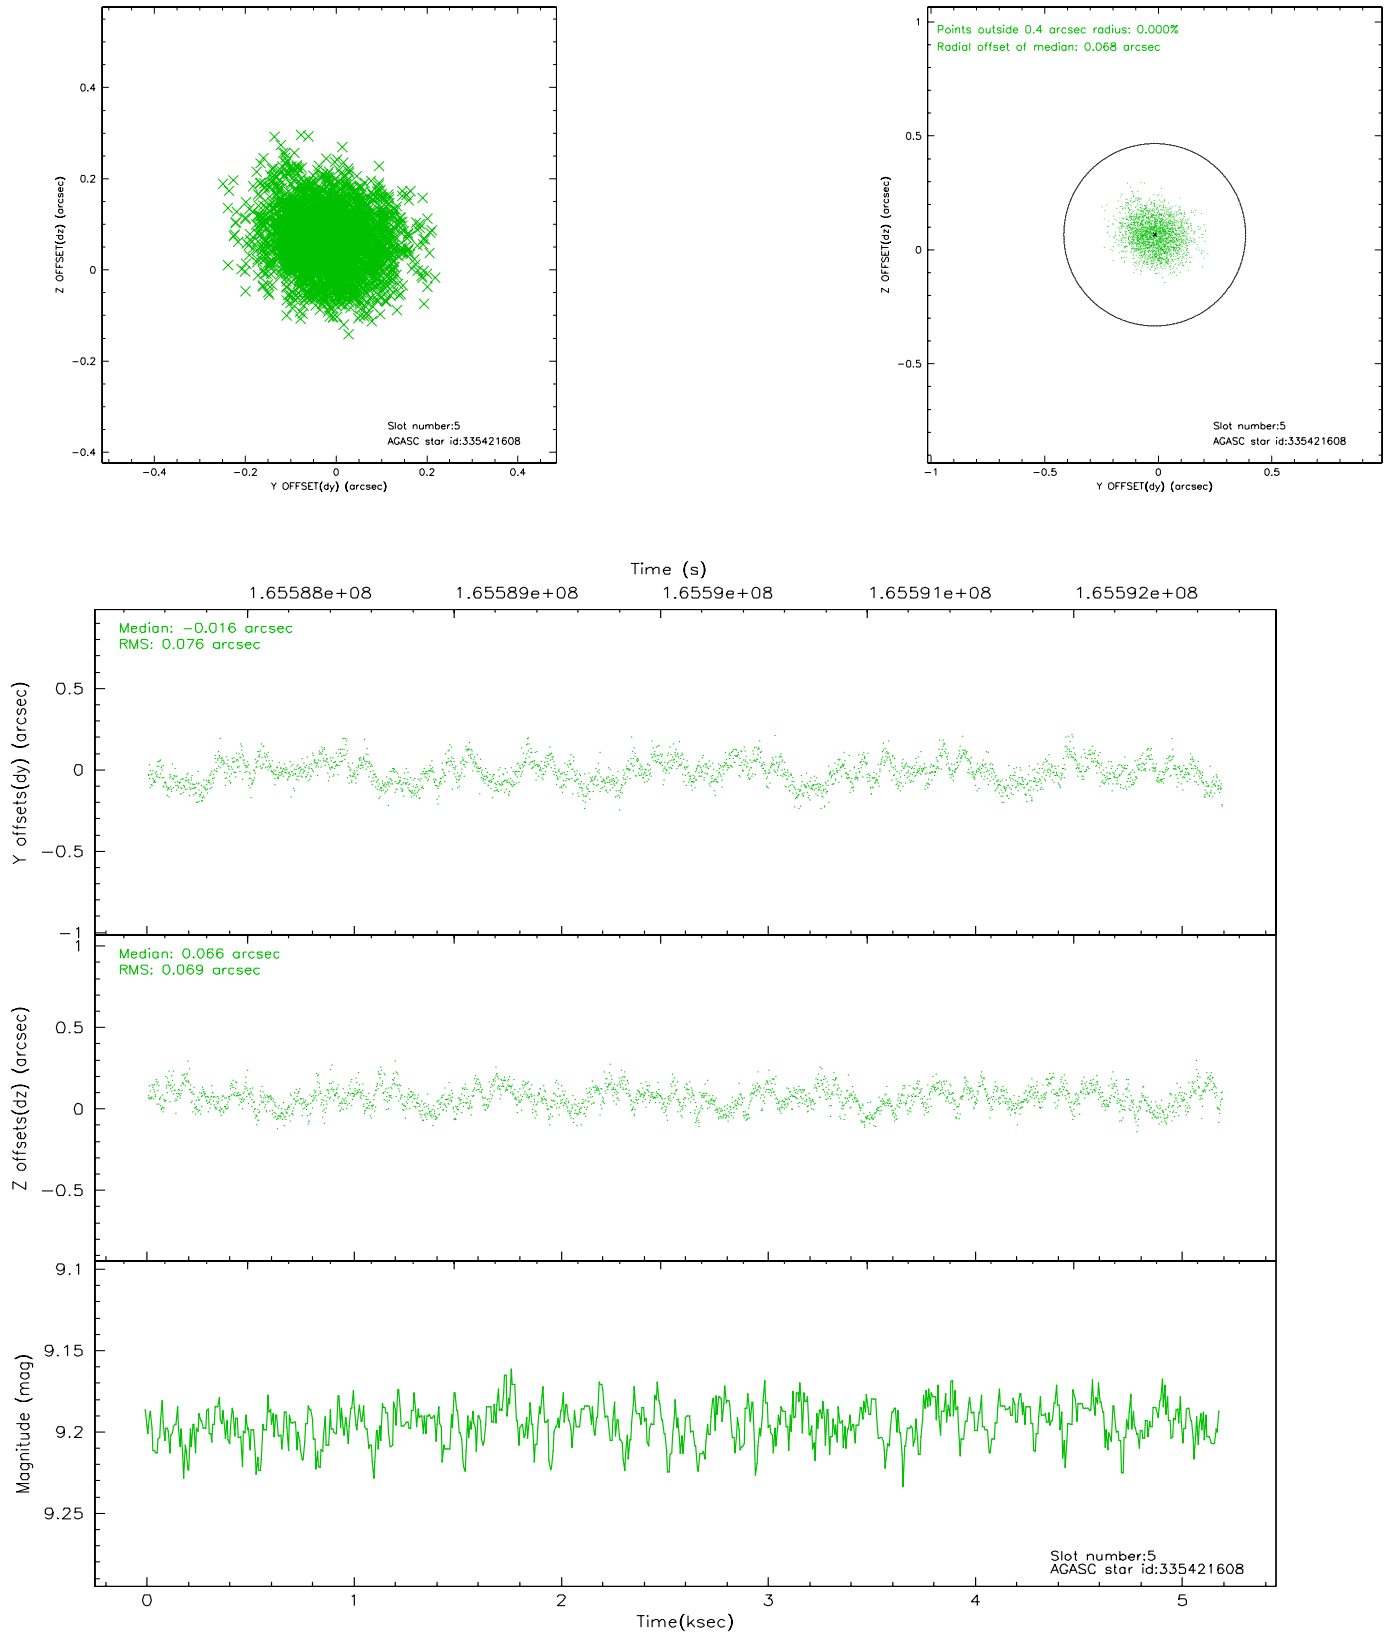 0.4
0.2
0
−0.2
−0.4
Z OFFSET(dz) (arcsec)
Slot number:5
AGASC star id:335421608
−0.4
−0.2
0
0.2
0.4
Y OFFSET(dy) (arcsec)
Points outside 0.4 arcsec radius: 0.000%
Radial offset of median: 0.068 arcsec
1
0.5
0
−0.5
Z OFFSET(dz) (arcsec)
Slot number:5
AGASC star id:335421608
−1
−0.5
0
0.5
Y OFFSET(dy) (arcsec)
Time (s)
1.65588e+08
1.65589e+08
1.6559e+08
1.65591e+08
1.65592e+08
Median: −0.016 arcsec
RMS: 0.076 arcsec
0.5
0
−0.5
−1
Y offsets(dy) (arcsec)
Median: 0.066 arcsec
RMS: 0.069 arcsec
1
0.5
0
−0.5
Z offsets(dz) (arcsec)
9.1
9.15
9.2
9.25
Magnitude (mag)
Slot number:5
AGASC star id:335421608
0
1
2
3
4
5
Time(ksec)